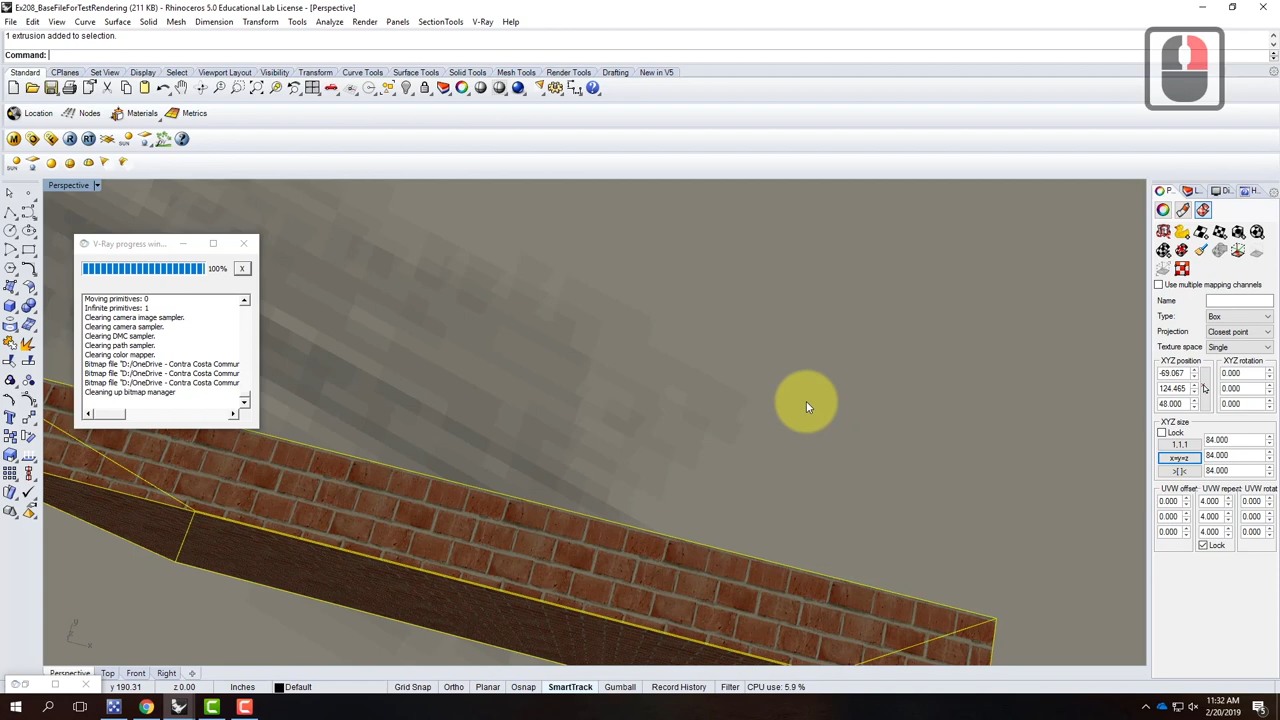 Ex208_BaseFileForTestRendering (211 KB) - Rhinoceros 5.0 Educational Lab License - [Perspective]
File Edit View Curve Surface Solid Mesh Dimension Transform Tools Analyze Render Panels SectionTools V-Ray Help
1 extrusion added to selection.
Command:
Standard CPlanes Set View Display Select Viewport Layout Visibility Transform Curve Tools Surface Tools Solid Tools Mesh Tools Render Tools Drafting New in V5
Location Nodes Materials Metrics
M R RT SUN
SUN
Perspective
V-Ray progress win...
100% X
Moving primitives: 0
Infinite primitives: 1
Clearing camera image sampler.
Clearing camera sampler.
Clearing DMC sampler.
Clearing path sampler.
Clearing color mapper.
Bitmap file "D:/OneDrive - Contra Costa Commur
Bitmap file "D:/OneDrive - Contra Costa Commur
Bitmap file "D:/OneDrive - Contra Costa Commur
Cleaning up bitmap manager
P... L... Di... H...
Use multiple mapping channels
Name
Type: Box
Projection Closest point
Texture space Single
XYZ position XYZ rotation
-69.067 0.000
124.465 0.000
48.000 0.000
XYZ size
Lock
1,1,1 84.000
x=y=z 84.000
>[ ]< 84.000
UVW offset UVW repeat UVW rotat
0.000 4.000 0.000
0.000 4.000 0.000
0.000 4.000 0.000
Lock
y
z x
Perspective Top Front Right
y 190.31 z 0.00 Inches Default Grid Snap Ortho Planar Osnap SmartTrack Gumball Record History Filter CPU use: 5.9 %
11:32 AM
2/20/2019
5